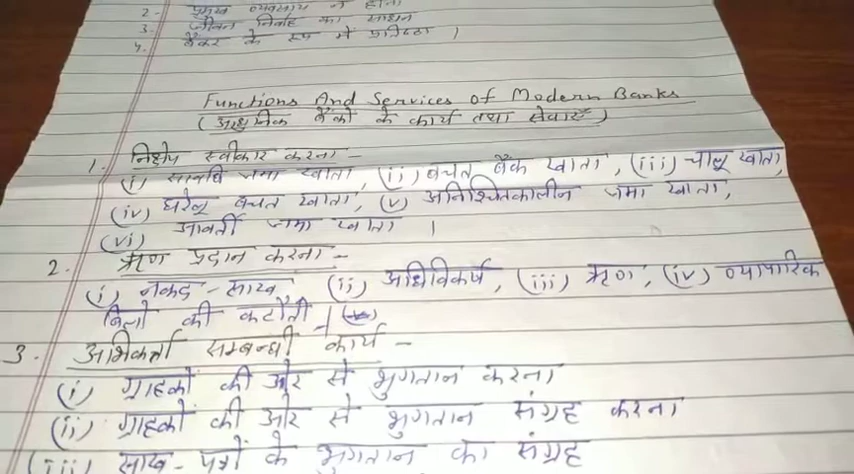 2- प्रमुख व्यवसाय न होना
3- जीवन निर्वाह का साधन
4. बैंकर के रूप में प्रतिष्ठा ।
Functions And Services of Modern Banks
(आधुनिक बैंकों के कार्य तथा सेवाएँ)
1. निक्षेप स्वीकार करना -
(i) सावधि जमा खाता, (ii) बचत बैंक खाता, (iii) चालू खाता,
(iv) घरेलू बचत खाता, (v) अनिश्चितकालीन जमा खाता,
(vi) आवर्ती जमा खाता ।
2. ऋण प्रदान करना -
(i) नकद - साख (ii) अधिविकर्ष, (iii) ऋण, (iv) व्यापारिक
बिलों की कटौती ।
3. अभिकर्ता सम्बन्धी कार्य -
(i) ग्राहकों की ओर से भुगतान करना
(ii) ग्राहकों की ओर से भुगतान संग्रह करना
(iii) साख - पत्रों के भुगतान का संग्रह